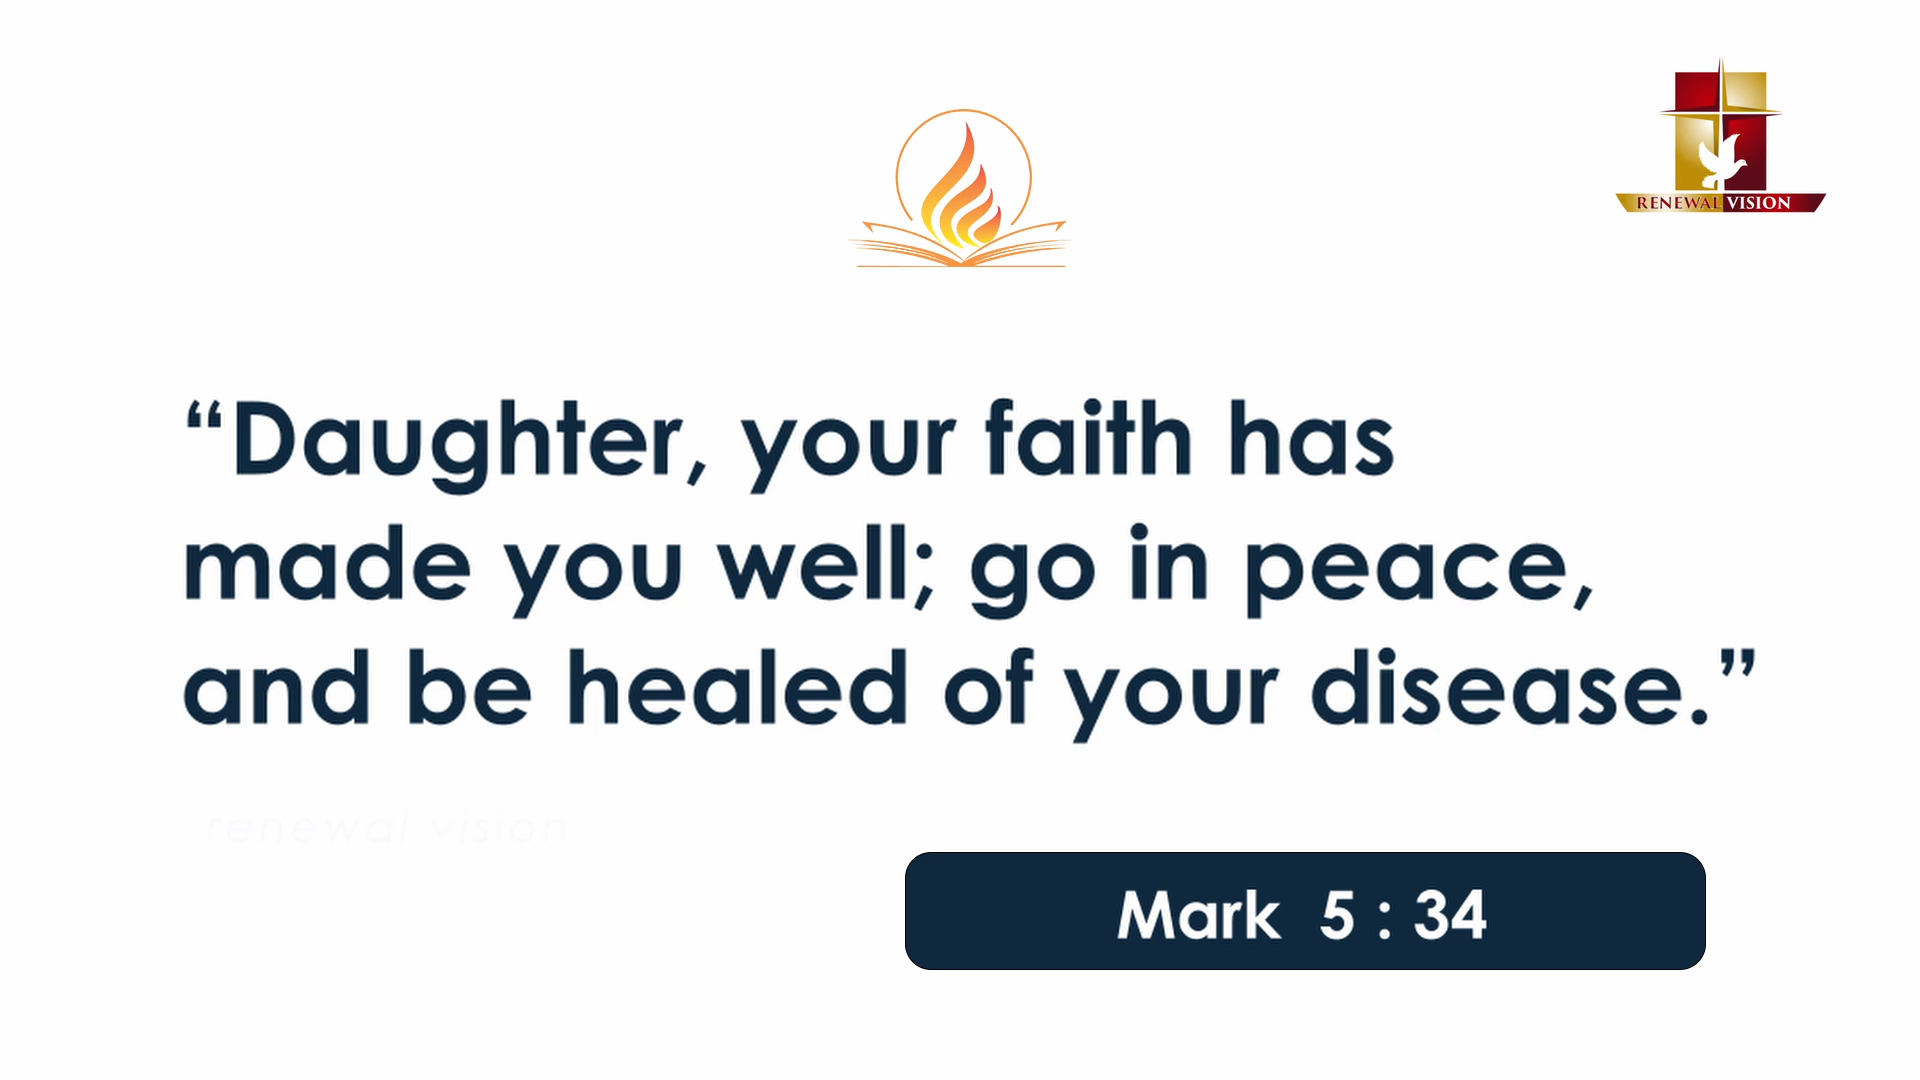 RENEWAL VISION
“Daughter, your faith has
made you well; go in peace,
and be healed of your disease.”
renewal vision
Mark 5 : 34